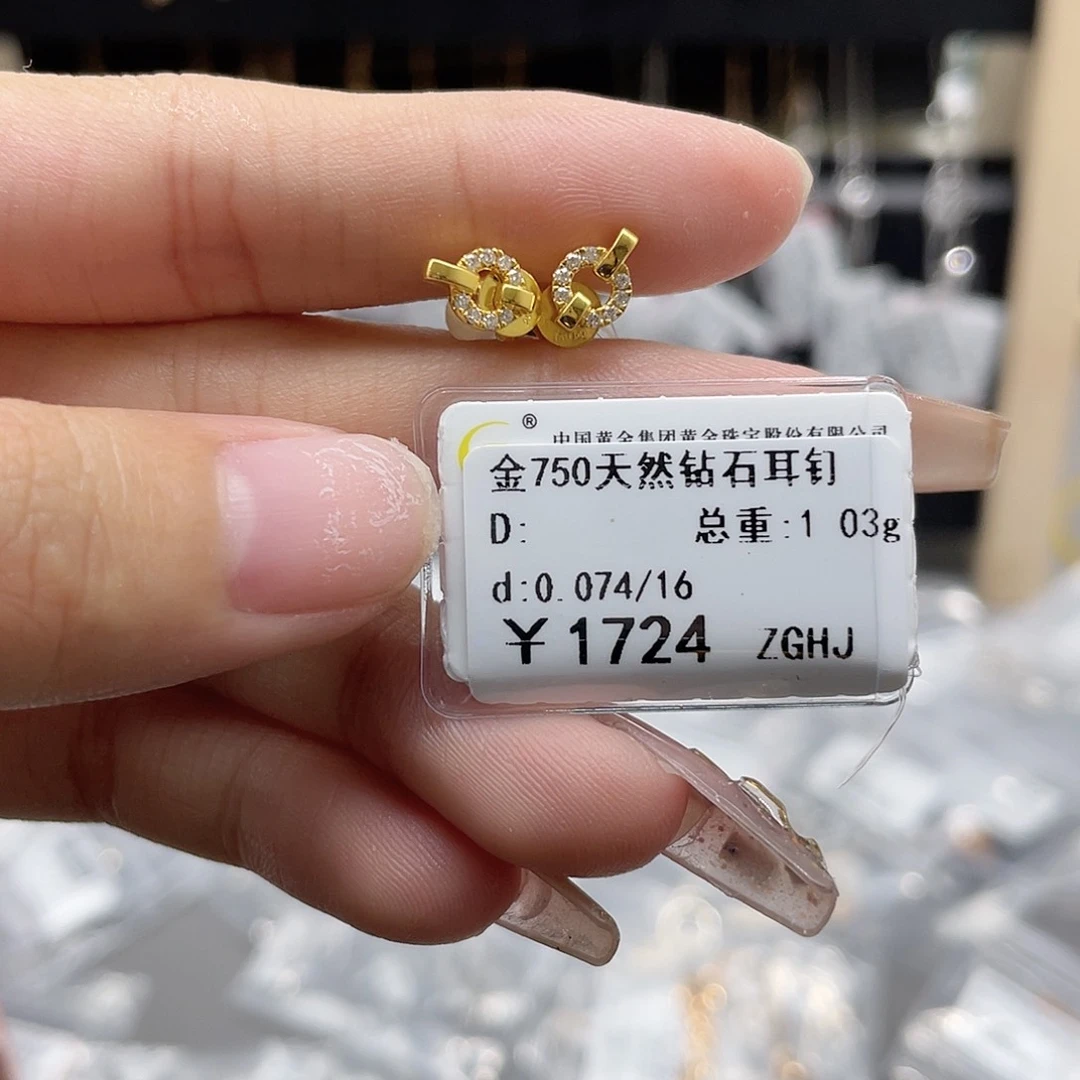 ®
中国黄金集团黄金珠宝股份有限公司
金750天然钻石耳钉
D: 总重:1.03g
d:0.074/16
¥1724 ZGHJ